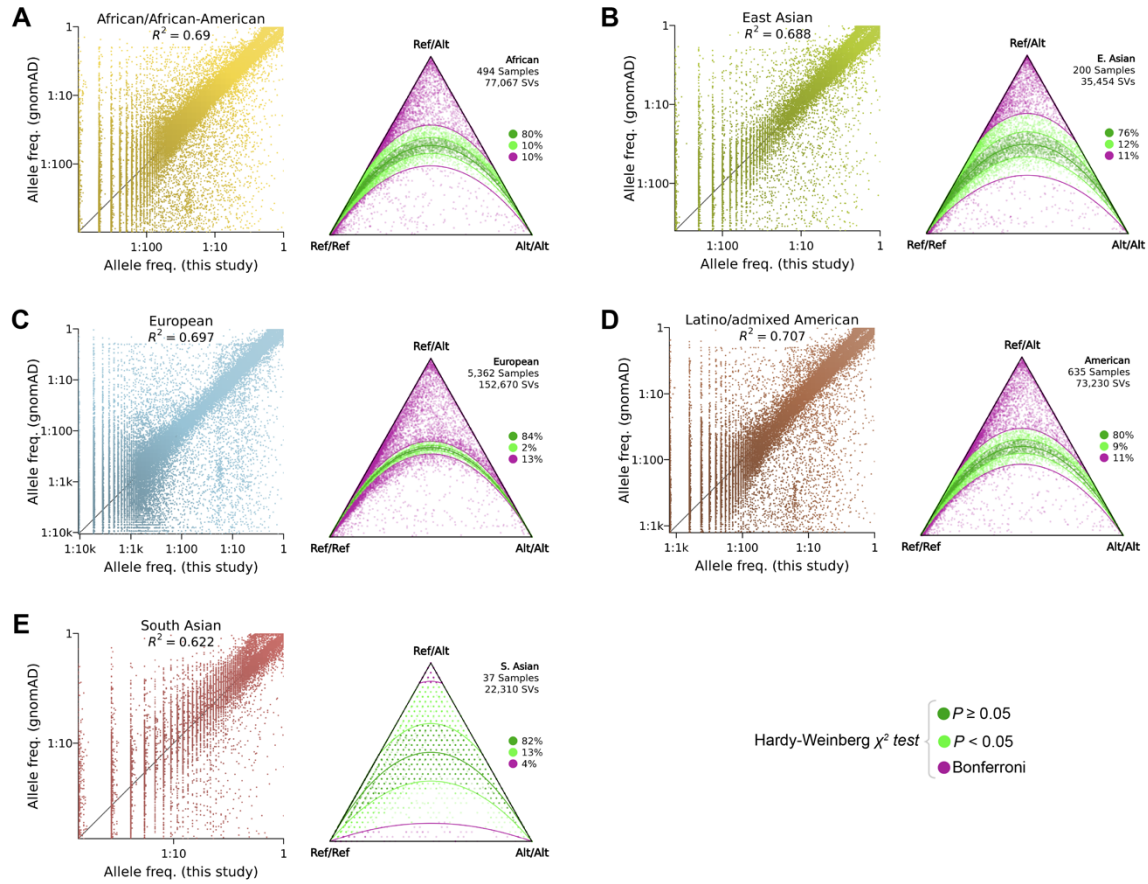 A
African/African-American
R² = 0.69
1
1:10
1:100
Allele freq. (gnomAD)
1:100
1:10
1
Allele freq. (this study)
Ref/Alt
African
494 Samples
77,067 SVs
80%
10%
10%
Ref/Ref
Alt/Alt
B
East Asian
R² = 0.688
1
1:10
1:100
Allele freq. (gnomAD)
1:100
1:10
1
Allele freq. (this study)
Ref/Alt
E. Asian
200 Samples
35,454 SVs
76%
12%
11%
Ref/Ref
Alt/Alt
C
European
R² = 0.697
1
1:10
1:100
1:1k
1:10k
Allele freq. (gnomAD)
1:10k
1:1k
1:100
1:10
1
Allele freq. (this study)
Ref/Alt
European
5,362 Samples
152,670 SVs
84%
2%
13%
Ref/Ref
Alt/Alt
D
Latino/admixed American
R² = 0.707
1
1:10
1:100
1:1k
Allele freq. (gnomAD)
1:1k
1:100
1:10
1
Allele freq. (this study)
Ref/Alt
American
635 Samples
73,230 SVs
80%
9%
11%
Ref/Ref
Alt/Alt
E
South Asian
R² = 0.622
1
1:10
Allele freq. (gnomAD)
1:10
1
Allele freq. (this study)
Ref/Alt
S. Asian
37 Samples
22,310 SVs
82%
13%
4%
Ref/Ref
Alt/Alt
Hardy-Weinberg χ² test
P ≥ 0.05
P < 0.05
Bonferroni